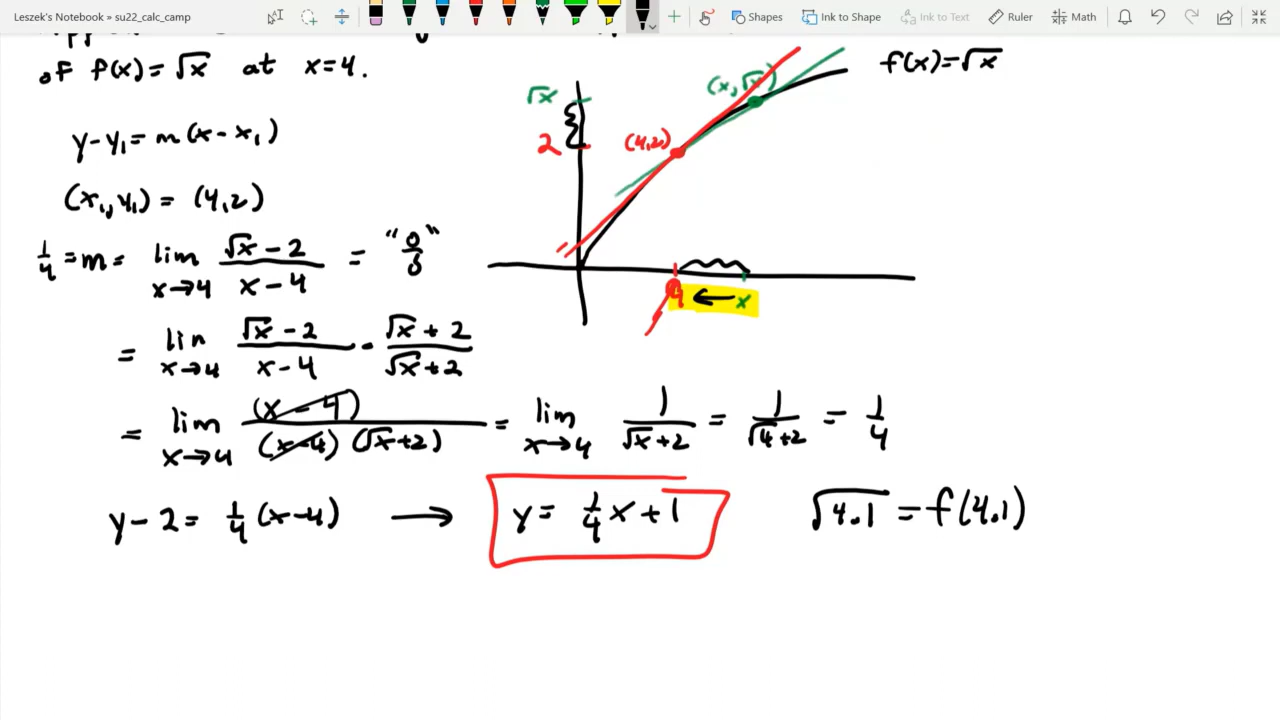 Leszek's Notebook » su22_calc_camp
Shapes Ink to Shape Ink to Text Ruler Math
of f(x) = √x at x=4.
f(x)=√x
(x,√x)
√x
2
(4,2)
y-y₁ = m(x-x₁)
(x₁,y₁) = (4,2)
1/4 = m = lim x→4 (√x - 2)/(x - 4) = "0/0"
4 ← x
= lim x→4 (√x - 2)/(x - 4) · (√x + 2)/(√x + 2)
= lim x→4 (x - 4)/((x-4)(√x+2)) = lim x→4 1/(√x+2) = 1/(√4+2) = 1/4
y - 2 = 1/4 (x-4) → y = 1/4 x + 1 √4.1 = f(4.1)